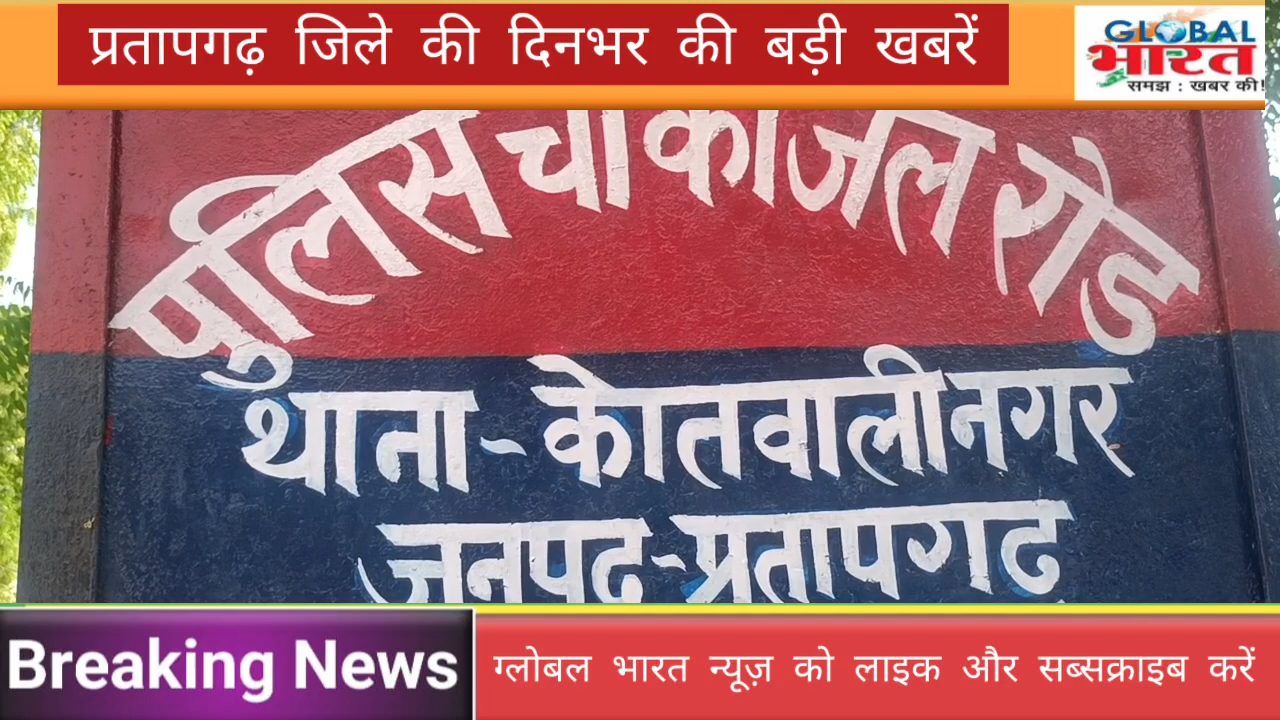 प्रतापगढ़ जिले की दिनभर की बड़ी खबरें
GLOBAL
भारत
समझ : खबर की!
पुलिस चौकी जेल रोड
थाना - कोतवाली नगर
जनपद - प्रतापगढ
Breaking News
ग्लोबल भारत न्यूज़ को लाइक और सब्सक्राइब करें